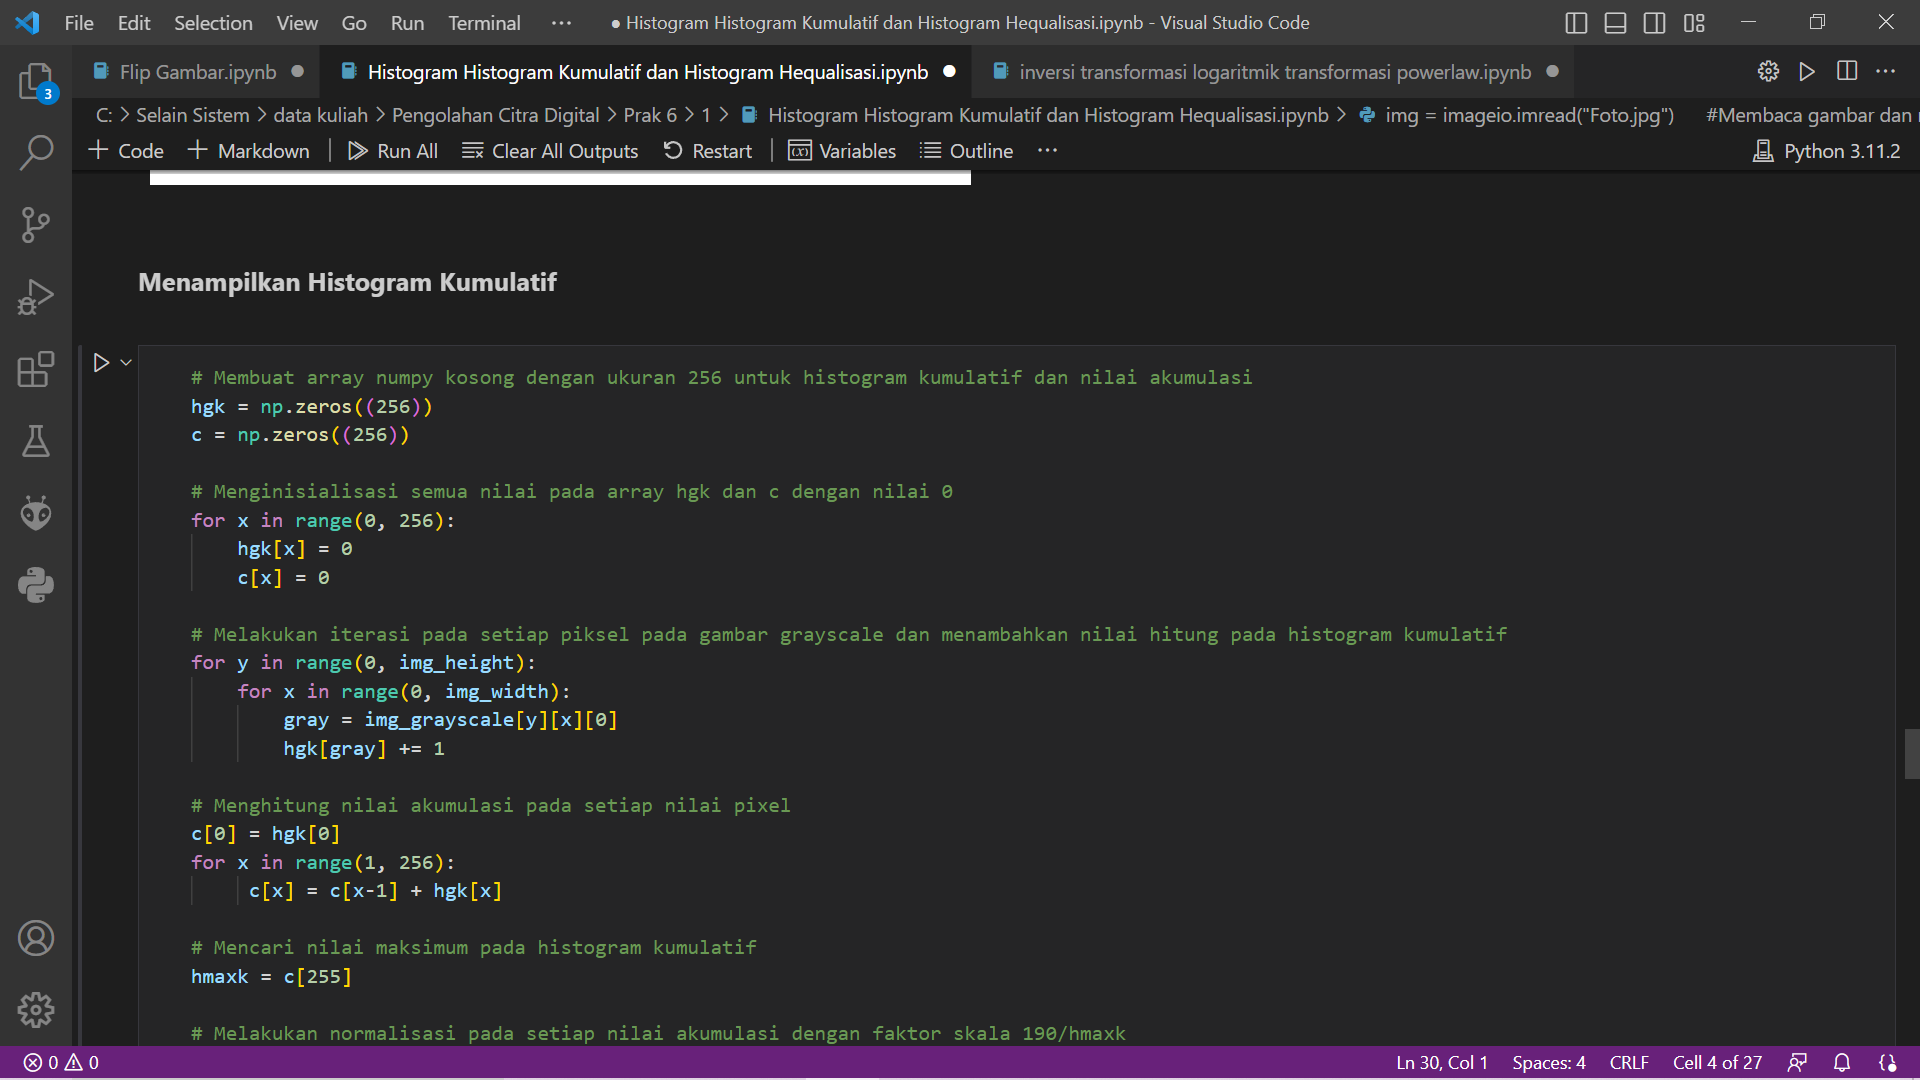 File Edit Selection View Go Run Terminal ··· ● Histogram Histogram Kumulatif dan Histogram Hequalisasi.ipynb - Visual Studio Code
Flip Gambar.ipynb ● Histogram Histogram Kumulatif dan Histogram Hequalisasi.ipynb ● inversi transformasi logaritmik transformasi powerlaw.ipynb ●
3
C: > Selain Sistem > data kuliah > Pengolahan Citra Digital > Prak 6 > 1 > Histogram Histogram Kumulatif dan Histogram Hequalisasi.ipynb > img = imageio.imread("Foto.jpg") #Membaca gambar dan
+ Code + Markdown | Run All Clear All Outputs Restart | Variables Outline ··· Python 3.11.2
Menampilkan Histogram Kumulatif
# Membuat array numpy kosong dengan ukuran 256 untuk histogram kumulatif dan nilai akumulasi
hgk = np.zeros((256))
c = np.zeros((256))
# Menginisialisasi semua nilai pada array hgk dan c dengan nilai 0
for x in range(0, 256):
    hgk[x] = 0
    c[x] = 0
# Melakukan iterasi pada setiap piksel pada gambar grayscale dan menambahkan nilai hitung pada histogram kumulatif
for y in range(0, img_height):
    for x in range(0, img_width):
        gray = img_grayscale[y][x][0]
        hgk[gray] += 1
# Menghitung nilai akumulasi pada setiap nilai pixel
c[0] = hgk[0]
for x in range(1, 256):
     c[x] = c[x-1] + hgk[x]
# Mencari nilai maksimum pada histogram kumulatif
hmaxk = c[255]
# Melakukan normalisasi pada setiap nilai akumulasi dengan faktor skala 190/hmaxk
0 0 Ln 30, Col 1 Spaces: 4 CRLF Cell 4 of 27